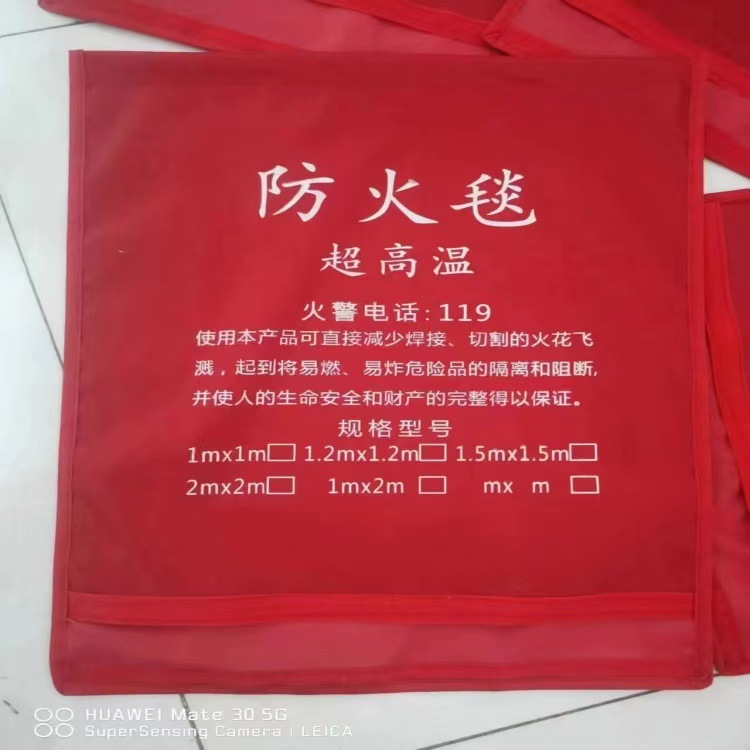 防火毯
超高温
火警电话:119
使用本产品可直接减少焊接、切割的火花飞
溅，起到将易燃、易炸危险品的隔离和阻断,
并使人的生命安全和财产的完整得以保证。
规格型号
1mx1m□ 1.2mx1.2m□ 1.5mx1.5m□
2mx2m□ 1mx2m □ mx m □
HUAWEI Mate 30 5G
SuperSensing Camera | LEICA